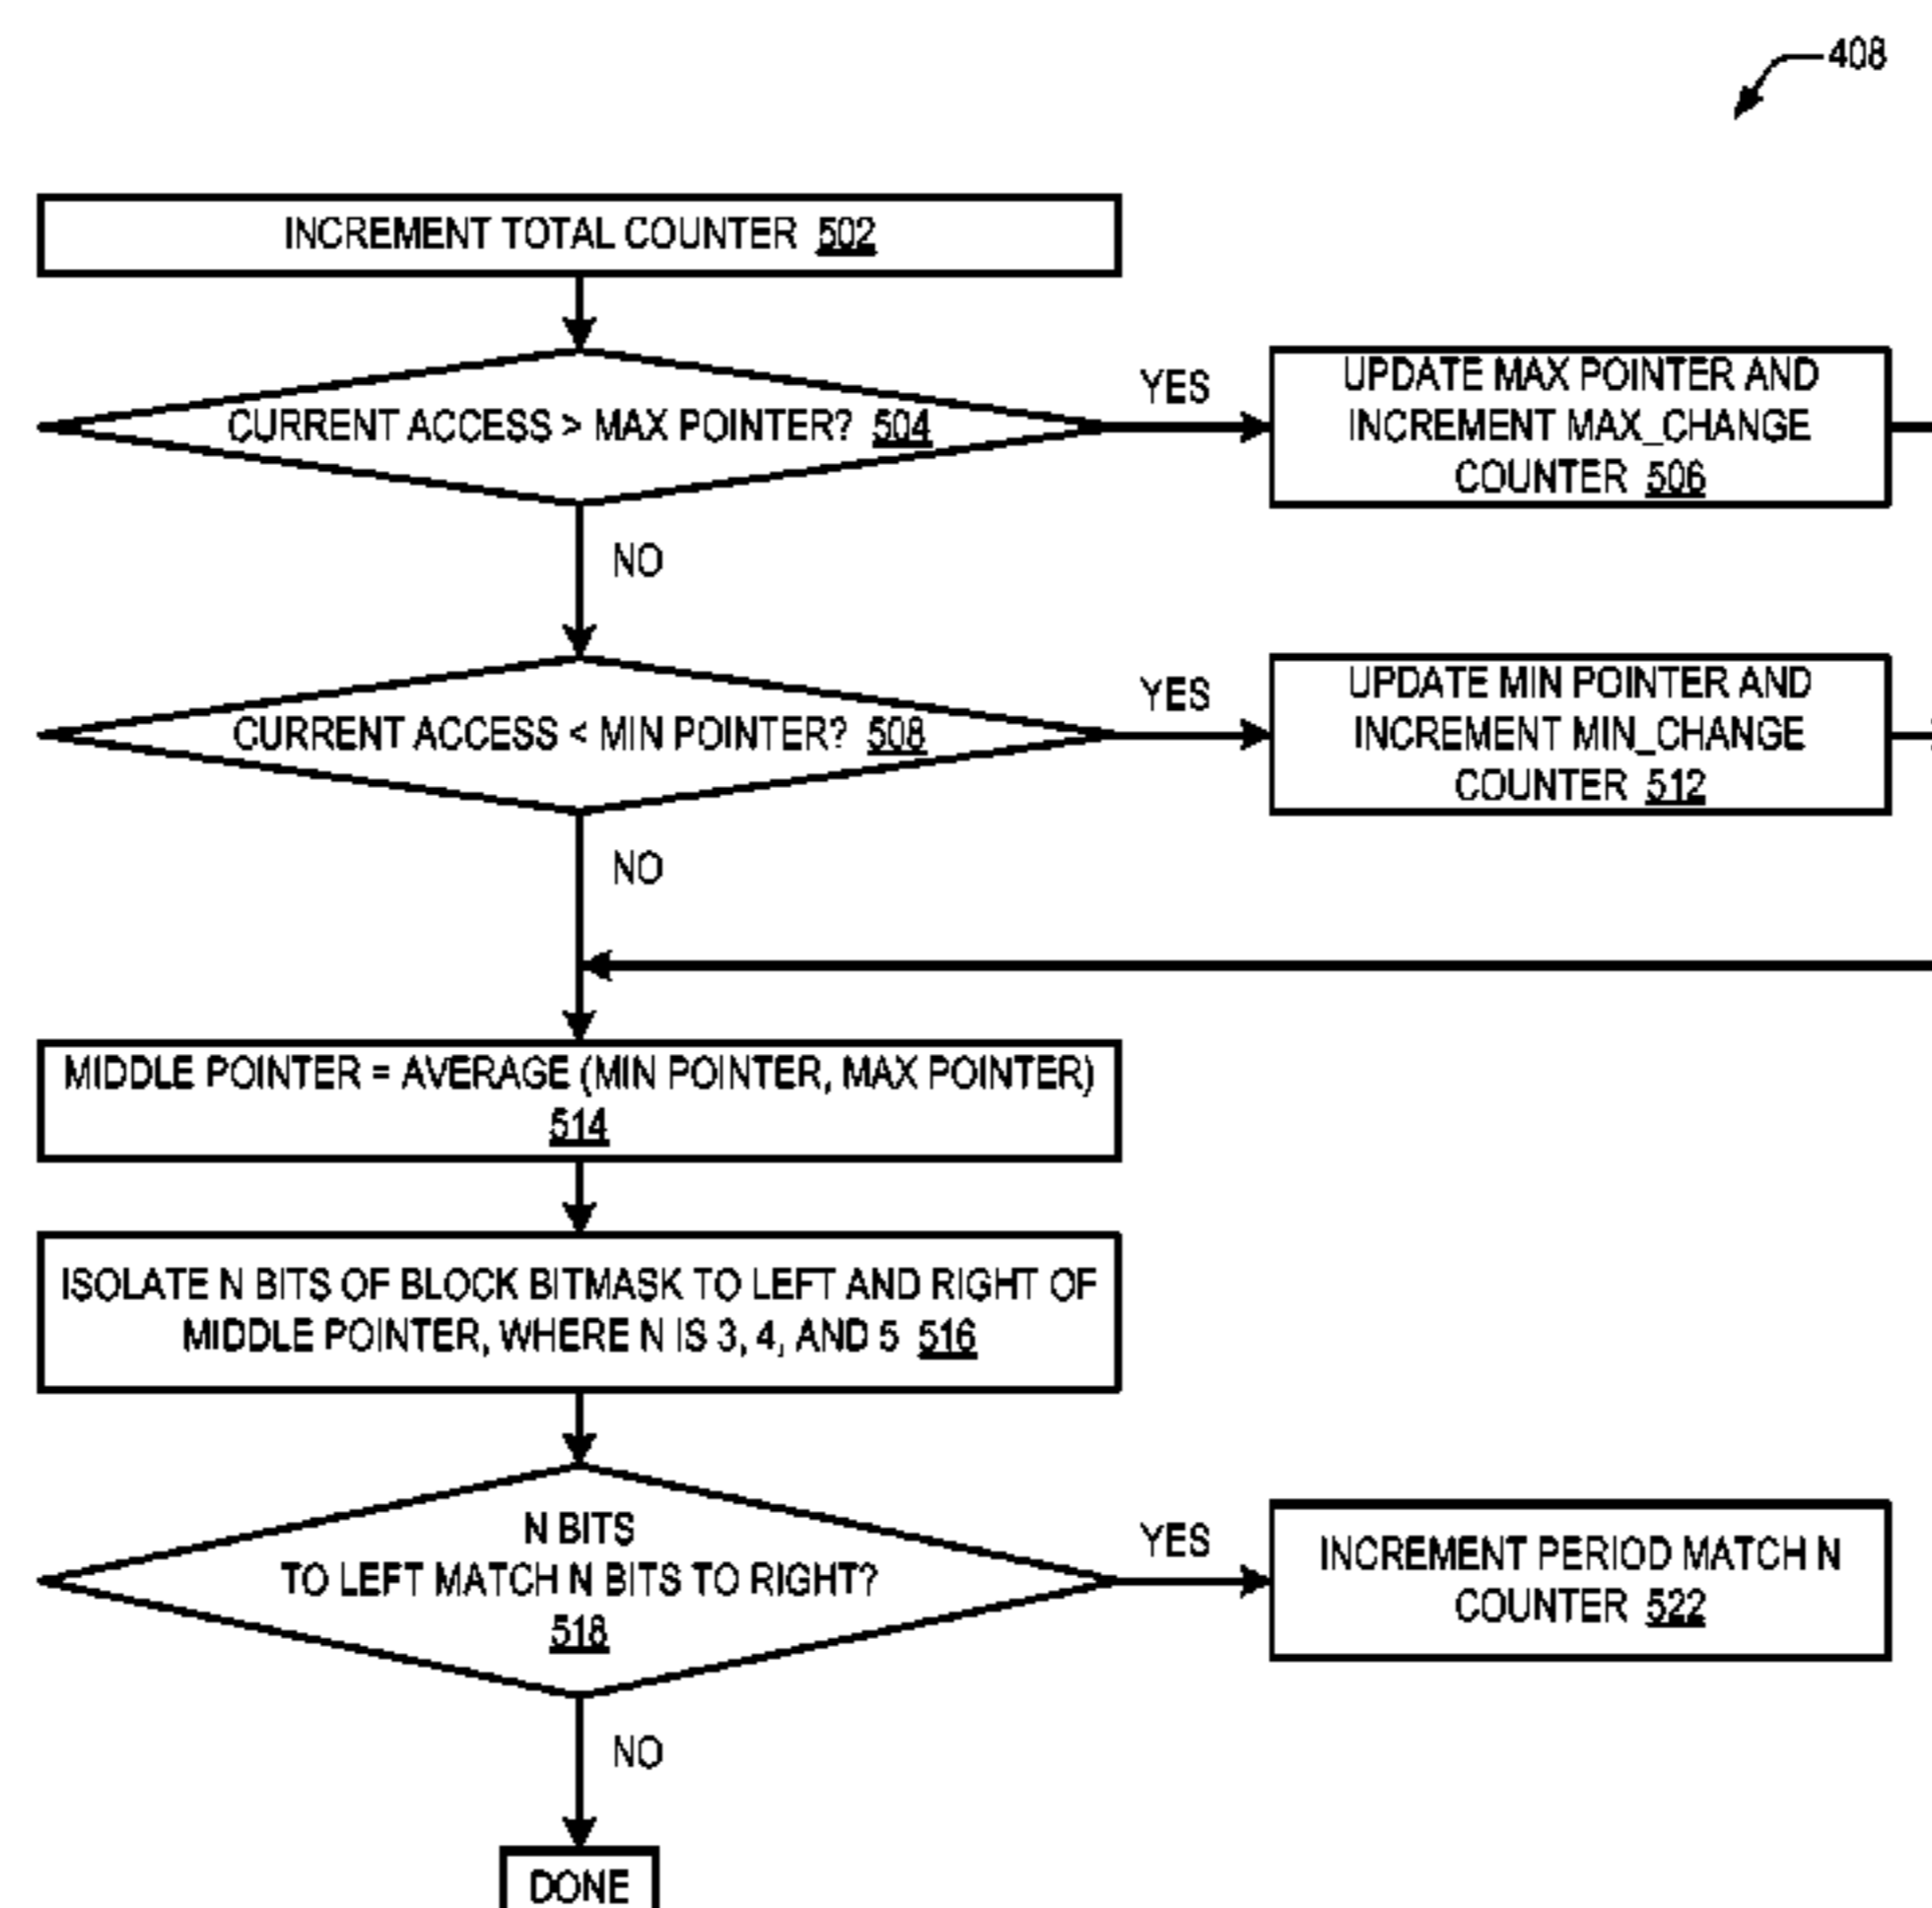 408
INCREMENT TOTAL COUNTER 502
CURRENT ACCESS > MAX POINTER? 504
YES
UPDATE MAX POINTER AND
INCREMENT MAX_CHANGE
COUNTER 506
NO
CURRENT ACCESS < MIN POINTER? 508
YES
UPDATE MIN POINTER AND
INCREMENT MIN_CHANGE
COUNTER 512
NO
MIDDLE POINTER = AVERAGE (MIN POINTER, MAX POINTER)
514
ISOLATE N BITS OF BLOCK BITMASK TO LEFT AND RIGHT OF
MIDDLE POINTER, WHERE N IS 3, 4, AND 5 516
N BITS
TO LEFT MATCH N BITS TO RIGHT?
518
YES
INCREMENT PERIOD MATCH N
COUNTER 522
NO
DONE